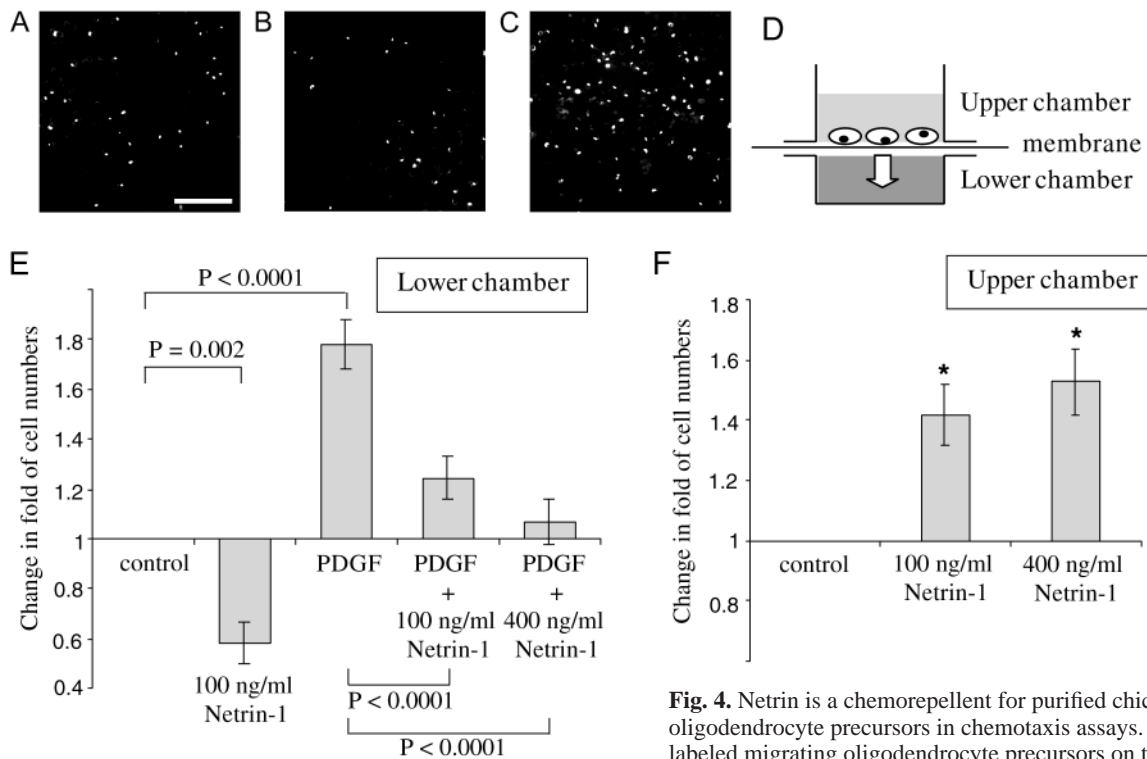 A
B
C
D
Upper chamber
membrane
Lower chamber
E
Lower chamber
P < 0.0001
P = 0.002
Change in fold of cell numbers
1.8
1.6
1.4
1.2
1
0.8
0.6
0.4
control
100 ng/ml
Netrin-1
PDGF
PDGF
+
100 ng/ml
Netrin-1
PDGF
+
400 ng/ml
Netrin-1
P < 0.0001
P < 0.0001
F
Upper chamber
Change in fold of cell numbers
1.8
1.6
1.4
1.2
1
0.8
*
*
control
100 ng/ml
Netrin-1
400 ng/ml
Netrin-1
Fig. 4. Netrin is a chemorepellent for purified chic
oligodendrocyte precursors in chemotaxis assays.
labeled migrating oligodendrocyte precursors on t